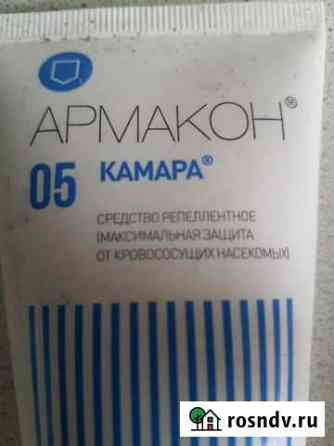 АРМАКОН®
05 КАМАРА®
СРЕДСТВО РЕПЕЛЛЕНТНОЕ
(МАКСИМАЛЬНАЯ ЗАЩИТА
ОТ КРОВОСОСУЩИХ НАСЕКОМЫХ)
rosndv.ru